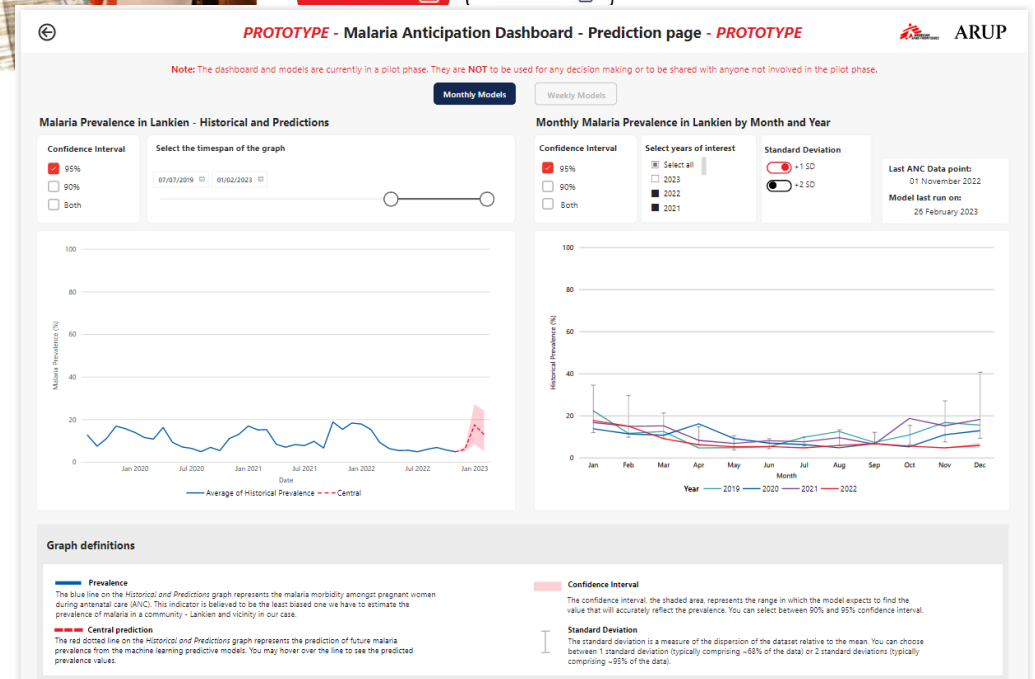 PROTOTYPE - Malaria Anticipation Dashboard - Prediction page - PROTOTYPE
ARUP
Note: The dashboard and models are currently in a pilot phase. They are NOT to be used for any decision making or to be shared with anyone not involved in the pilot phase.
Monthly Models
Weekly Models
Malaria Prevalence in Lankien - Historical and Predictions
Confidence Interval
95%
90%
Both
Select the timespan of the graph
07/07/2019
01/02/2023
Monthly Malaria Prevalence in Lankien by Month and Year
Confidence Interval
95%
90%
Both
Select years of interest
Select all
2023
2022
2021
Standard Deviation
+1 SD
+2 SD
Last ANC Data point:
01 November 2022
Model last run on:
26 February 2023
100
80
60
40
20
0
Malaria Prevalence (%)
Jan 2020 Jul 2020 Jan 2021 Jul 2021 Jan 2022 Jul 2022 Jan 2023
Date
Average of Historical Prevalence Central
100
80
60
40
20
0
Historical Prevalence (%)
Jan Feb Mar Apr May Jun Jul Aug Sep Oct Nov Dec
Month
Year 2019 2020 2021 2022
Graph definitions
Prevalence
The blue line on the Historical and Predictions graph represents the malaria morbidity amongst pregnant women
during antenatal care (ANC). This indicator is believed to be the least biased one we have to estimate the
prevalence of malaria in a community - Lankien and vicinity in our case.
Central prediction
The red dotted line on the Historical and Predictions graph represents the prediction of future malaria
prevalence from the machine learning predictive models. You may hover over the line to see the predicted
prevalence values.
Confidence Interval
The confidence interval, the shaded area, represents the range in which the model expects to find the
value that will accurately reflect the prevalence. You can select between 90% and 95% confidence interval.
Standard Deviation
The standard deviation is a measure of the dispersion of the dataset relative to the mean. You can choose
between 1 standard deviation (typically comprising ~68% of the data) or 2 standard deviations (typically
comprising ~95% of the data).